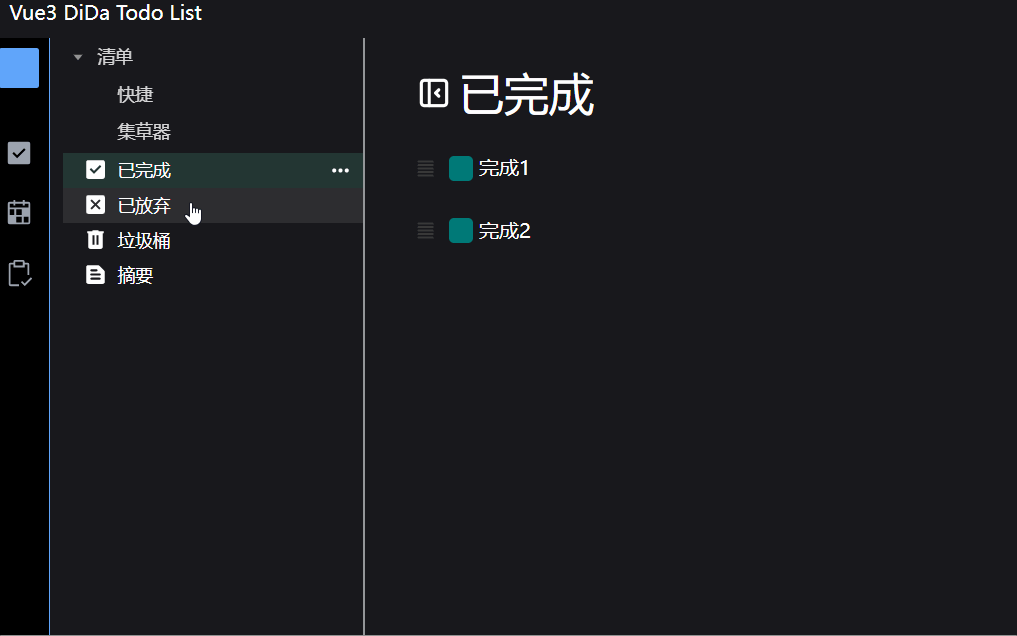 Vue3 DiDa Todo List
清单
快捷
集草器
已完成
已放弃
垃圾桶
摘要
已完成
完成1
完成2